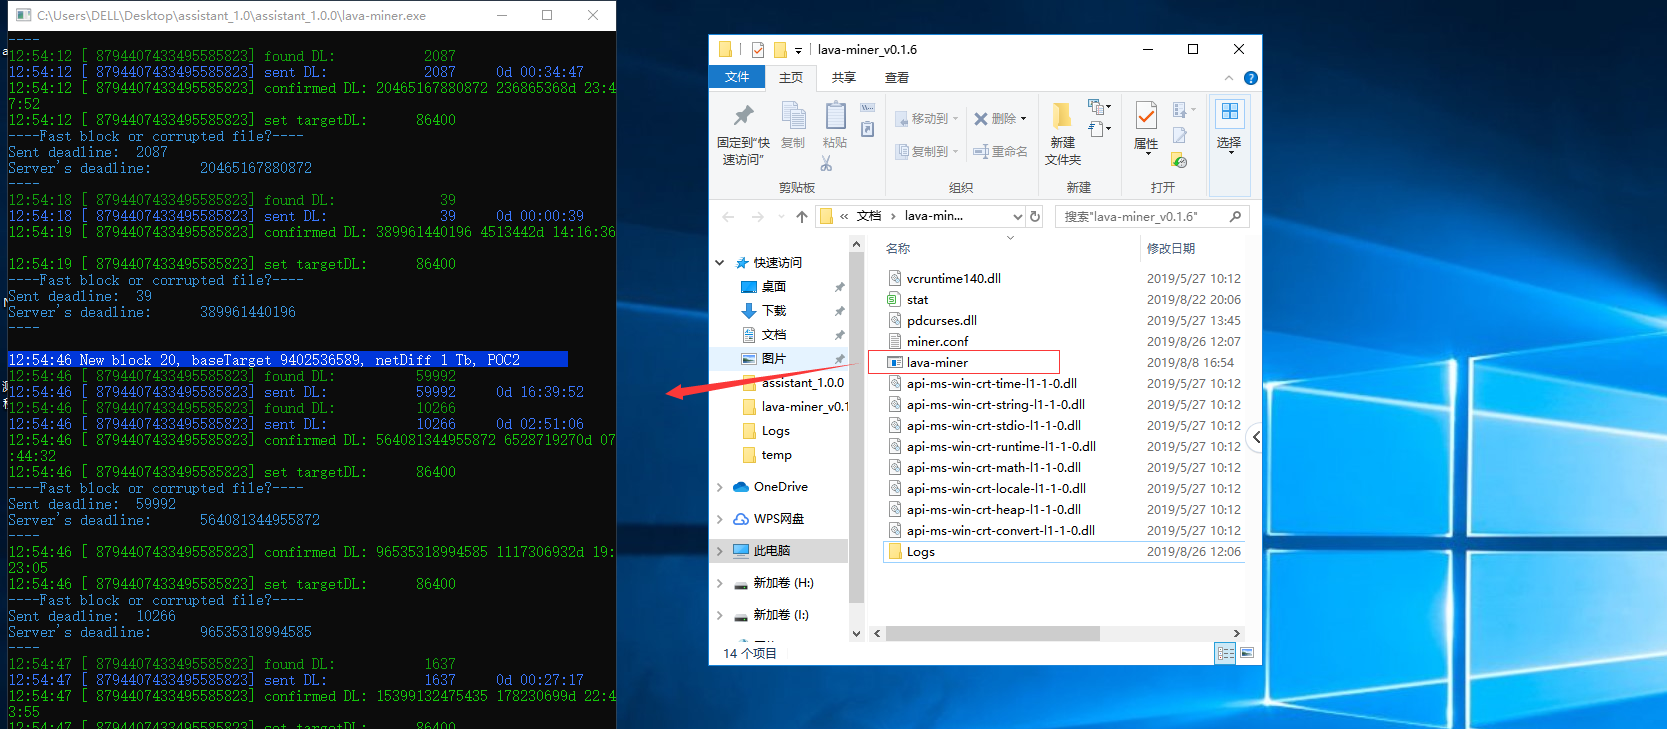 C:\Users\DELL\Desktop\assistant_1.0\assistant_1.0.0\lava-miner.exe
----
12:54:12 [ 8794407433495585823] found DL: 2087
12:54:12 [ 8794407433495585823] sent DL: 2087 0d 00:34:47
12:54:12 [ 8794407433495585823] confirmed DL: 20465167880872 236865368d 23:4
7:52
12:54:12 [ 8794407433495585823] set targetDL: 86400
----Fast block or corrupted file?----
Sent deadline: 2087
Server's deadline: 20465167880872
----
12:54:18 [ 8794407433495585823] found DL: 39
12:54:18 [ 8794407433495585823] sent DL: 39 0d 00:00:39
12:54:19 [ 8794407433495585823] confirmed DL: 389961440196 4513442d 14:16:36
12:54:19 [ 8794407433495585823] set targetDL: 86400
----Fast block or corrupted file?----
Sent deadline: 39
Server's deadline: 389961440196
----
12:54:46 New block 20, baseTarget 9402536589, netDiff 1 Tb, POC2
12:54:46 [ 8794407433495585823] found DL: 59992
12:54:46 [ 8794407433495585823] sent DL: 59992 0d 16:39:52
12:54:46 [ 8794407433495585823] found DL: 10266
12:54:46 [ 8794407433495585823] sent DL: 10266 0d 02:51:06
12:54:46 [ 8794407433495585823] confirmed DL: 564081344955872 6528719270d 07
:44:32
12:54:46 [ 8794407433495585823] set targetDL: 86400
----Fast block or corrupted file?----
Sent deadline: 59992
Server's deadline: 564081344955872
----
12:54:46 [ 8794407433495585823] confirmed DL: 96535318994585 1117306932d 19:
23:05
12:54:46 [ 8794407433495585823] set targetDL: 86400
----Fast block or corrupted file?----
Sent deadline: 10266
Server's deadline: 96535318994585
----
12:54:47 [ 8794407433495585823] found DL: 1637
12:54:47 [ 8794407433495585823] sent DL: 1637 0d 00:27:17
12:54:47 [ 8794407433495585823] confirmed DL: 15399132475435 178230699d 22:4
3:55
12:54:47 [ 8794407433495585823] set targetDL: 86400
lava-miner_v0.1.6
文件 主页 共享 查看
固定到"快速访问" 复制 粘贴
移动到 复制到 删除 重命名
新建文件夹 属性 选择
剪贴板 组织 新建 打开
« 文档 › lava-min...
搜索"lava-miner_v0.1.6"
快速访问
桌面
下载
文档
图片
assistant_1.0.0
lava-miner_v0.1
Logs
temp
OneDrive
WPS网盘
此电脑
新加卷 (H:)
新加卷 (I:)
名称 修改日期
vcruntime140.dll 2019/5/27 10:12
stat 2019/8/22 20:06
pdcurses.dll 2019/5/27 13:45
miner.conf 2019/8/26 12:07
lava-miner 2019/8/8 16:54
api-ms-win-crt-time-l1-1-0.dll 2019/5/27 10:12
api-ms-win-crt-string-l1-1-0.dll 2019/5/27 10:12
api-ms-win-crt-stdio-l1-1-0.dll 2019/5/27 10:12
api-ms-win-crt-runtime-l1-1-0.dll 2019/5/27 10:12
api-ms-win-crt-math-l1-1-0.dll 2019/5/27 10:12
api-ms-win-crt-locale-l1-1-0.dll 2019/5/27 10:12
api-ms-win-crt-heap-l1-1-0.dll 2019/5/27 10:12
api-ms-win-crt-convert-l1-1-0.dll 2019/5/27 10:12
Logs 2019/8/26 12:06
14 个项目